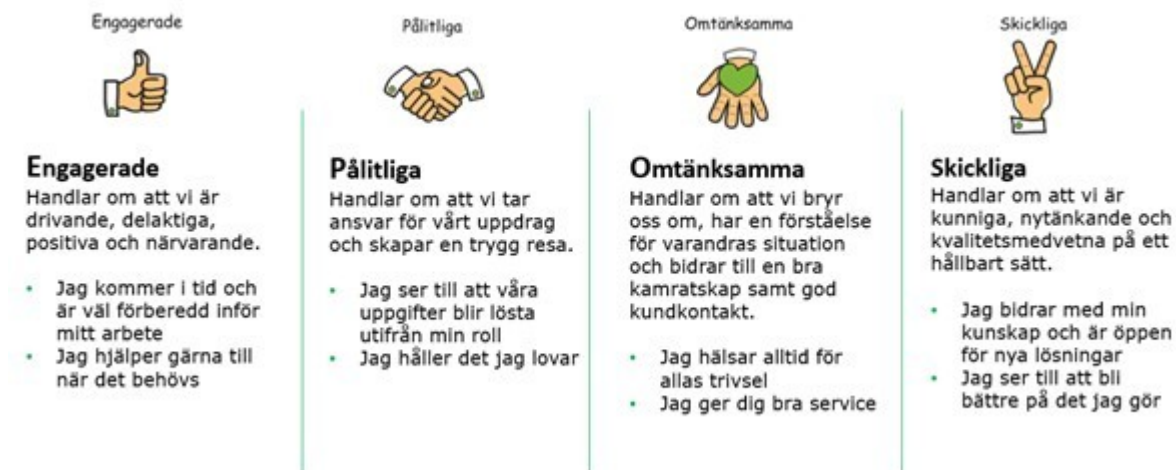 Engagerade
Pålitliga
Omtänksamma
Skickliga
Engagerade
Handlar om att vi är
drivande, delaktiga,
positiva och närvarande.
• Jag kommer i tid och
är väl förberedd inför
mitt arbete
• Jag hjälper gärna till
när det behövs
Pålitliga
Handlar om att vi tar
ansvar för vårt uppdrag
och skapar en trygg resa.
• Jag ser till att våra
uppgifter blir lösta
utifrån min roll
• Jag håller det jag lovar
Omtänksamma
Handlar om att vi bryr
oss om, har en förståelse
för varandras situation
och bidrar till en bra
kamratskap samt god
kundkontakt.
• Jag hälsar alltid för
allas trivsel
• Jag ger dig bra service
Skickliga
Handlar om att vi är
kunniga, nytänkande och
kvalitetsmedvetna på ett
hållbart sätt.
• Jag bidrar med min
kunskap och är öppen
för nya lösningar
• Jag ser till att bli
bättre på det jag gör